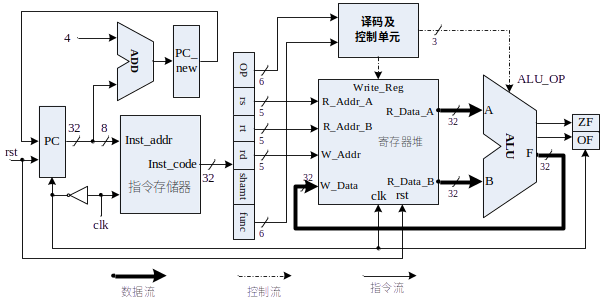 4
ADD
PC_
new
译码及
控制单元
3
ALU_OP
OP
6
rs
5
rt
5
rd
5
shamt
func
6
Write_Reg
R_Addr_A
R_Data_A
32
R_Addr_B
寄存器堆
W_Addr
W_Data
32
R_Data_B
32
clk
rst
A
B
ALU
F
32
ZF
OF
rst
PC
32
8
Inst_addr
Inst_code
32
指令存储器
clk
数据流
控制流
指令流